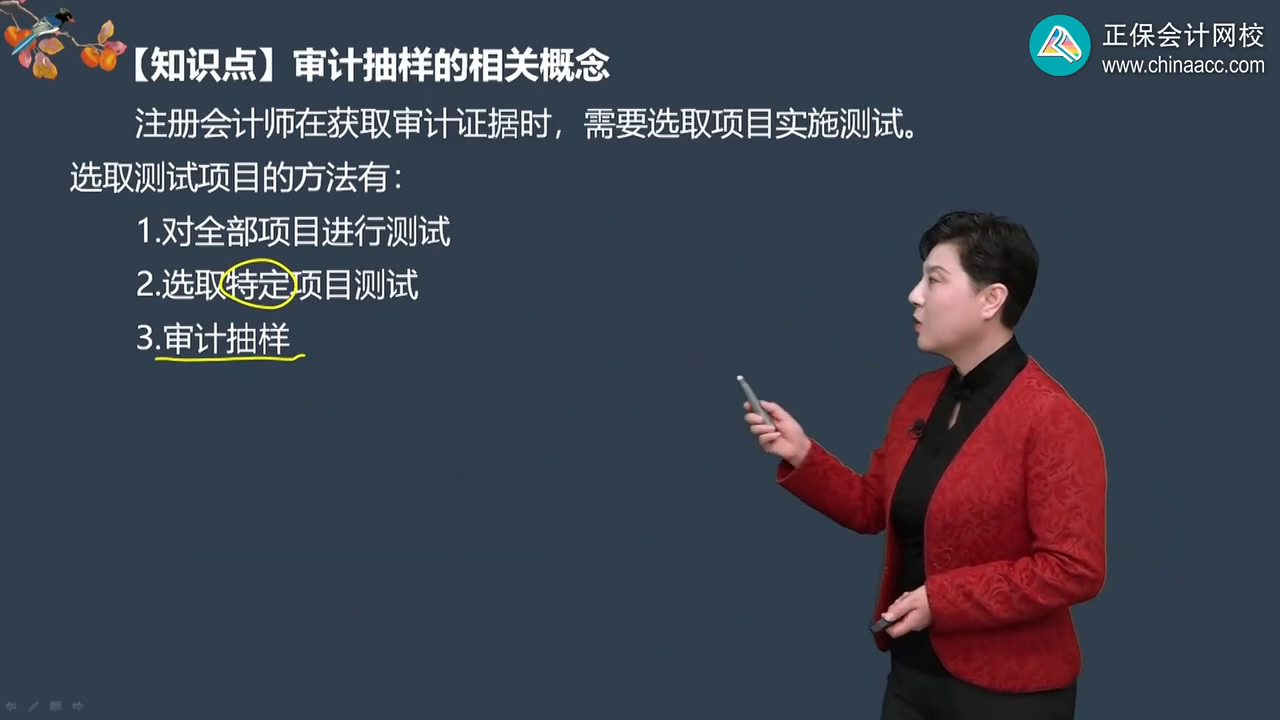 正保会计网校
www.chinaacc.com
【知识点】审计抽样的相关概念
注册会计师在获取审计证据时，需要选取项目实施测试。
选取测试项目的方法有：
1.对全部项目进行测试
2.选取特定项目测试
3.审计抽样